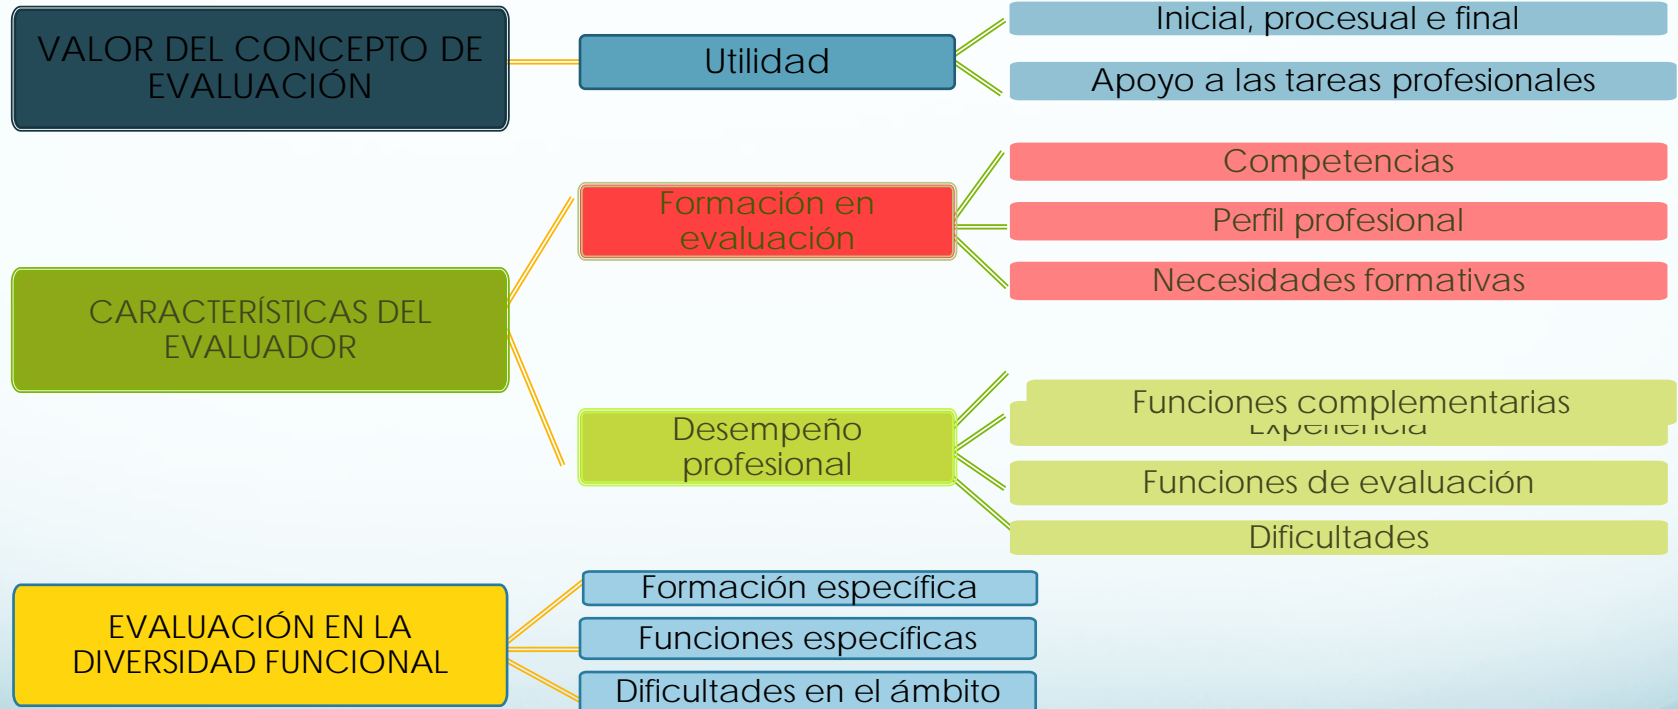 VALOR DEL CONCEPTO DE
EVALUACIÓN
Utilidad
Inicial, procesual e final
Apoyo a las tareas profesionales
CARACTERÍSTICAS DEL
EVALUADOR
Formación en
evaluación
Competencias
Perfil profesional
Necesidades formativas
Desempeño
profesional
Funciones complementarias
Experiencia
Funciones de evaluación
Dificultades
EVALUACIÓN EN LA
DIVERSIDAD FUNCIONAL
Formación específica
Funciones específicas
Dificultades en el ámbito